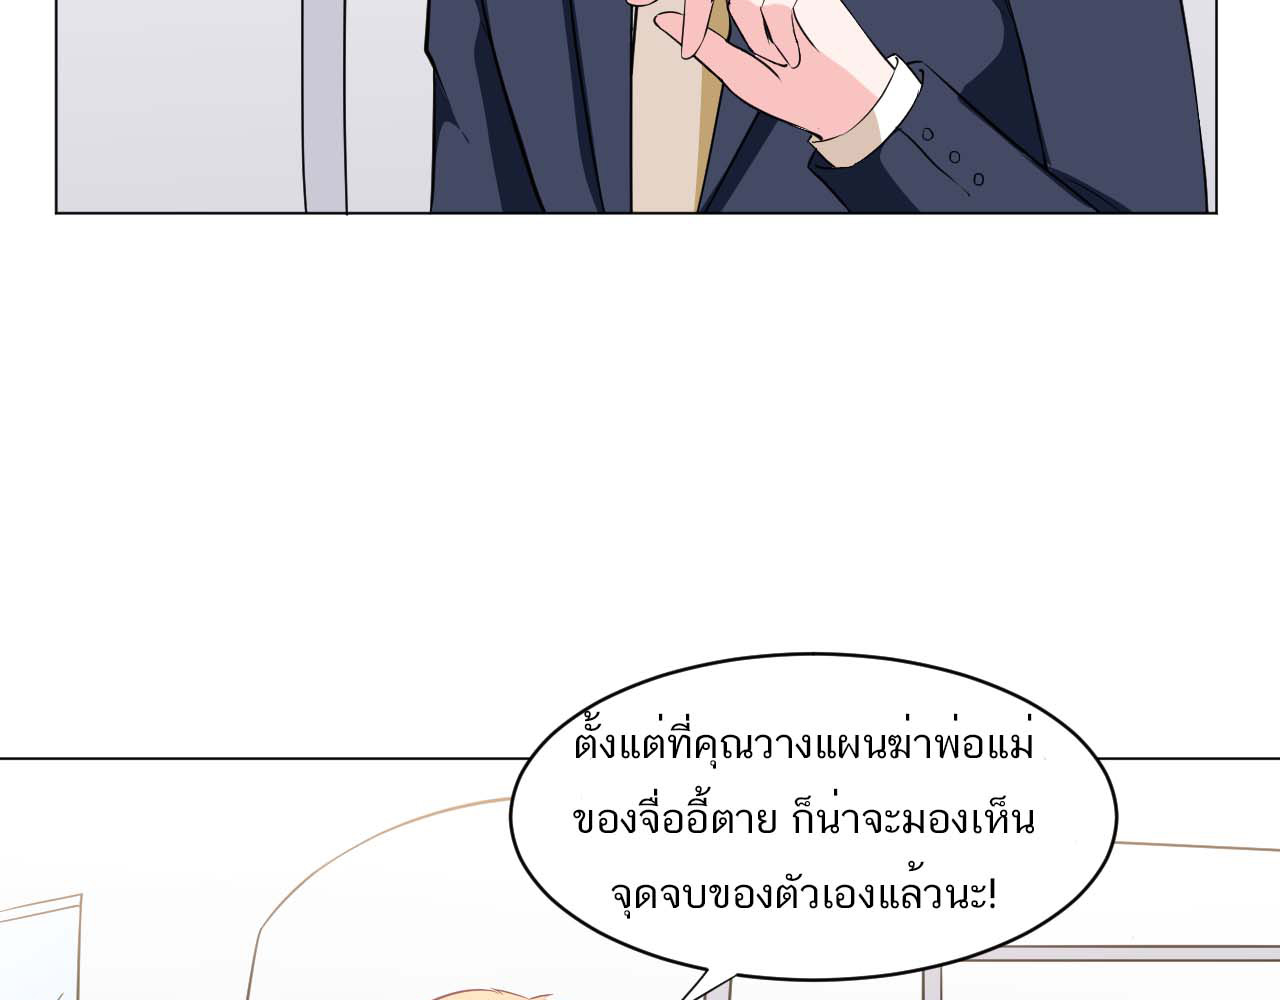 ตั้งแต่ที่คุณวางแผนฆ่าพ่อแม่
ของจื่ออี้ตาย ก็น่าจะมองเห็น
จุดจบของตัวเองแล้วนะ!